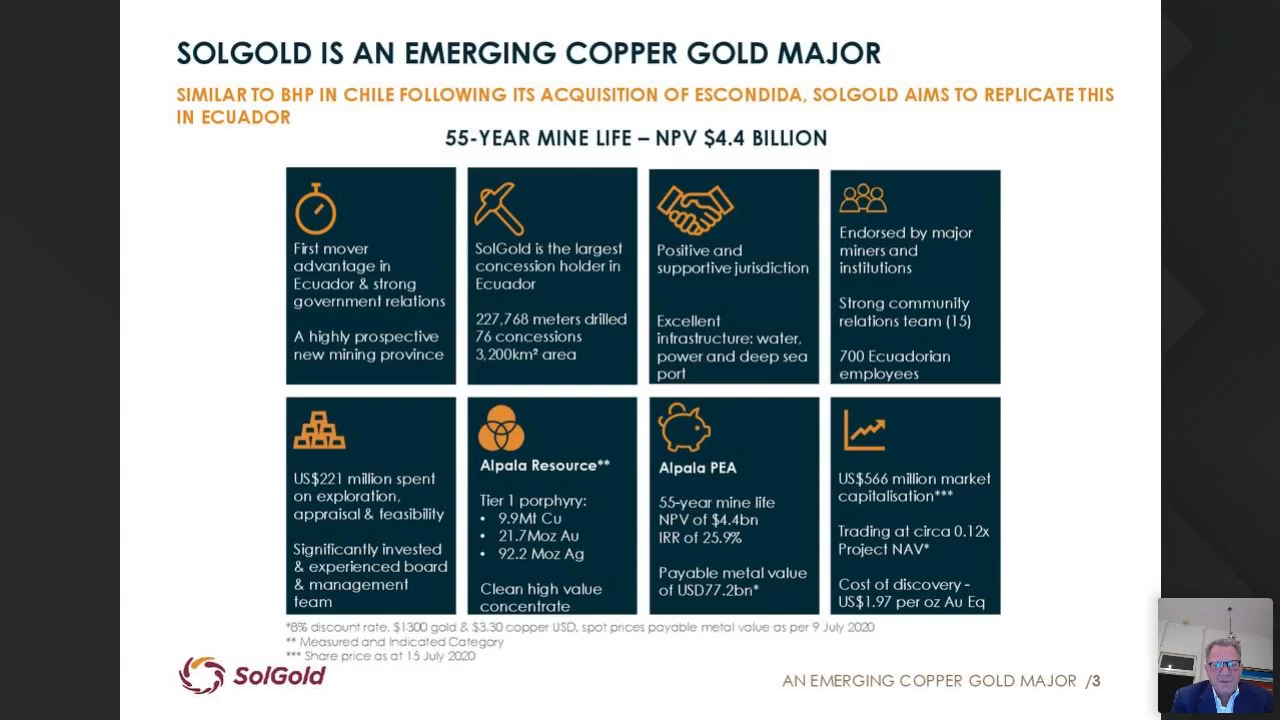 SOLGOLD IS AN EMERGING COPPER GOLD MAJOR
SIMILAR TO BHP IN CHILE FOLLOWING ITS ACQUISITION OF ESCONDIDA, SOLGOLD AIMS TO REPLICATE THIS
IN ECUADOR
55-YEAR MINE LIFE – NPV $4.4 BILLION
First mover
advantage in
Ecuador & strong
government relations
A highly prospective
new mining province
SolGold is the largest
concession holder in
Ecuador
227,768 meters drilled
76 concessions
3,200km² area
Positive and
supportive jurisdiction
Excellent
infrastructure: water,
power and deep sea
port
Endorsed by major
miners and
institutions
Strong community
relations team (15)
700 Ecuadorian
employees
US$221 million spent
on exploration,
appraisal & feasibility
Significantly invested
& experienced board
& management
team
Alpala Resource**
Tier 1 porphyry:
• 9.9Mt Cu
• 21.7Moz Au
• 92.2 Moz Ag
Clean high value
concentrate
Alpala PEA
55-year mine life
NPV of $4.4bn
IRR of 25.9%
Payable metal value
of USD77.2bn*
US$566 million market
capitalisation***
Trading at circa 0.12x
Project NAV*
Cost of discovery -
US$1.97 per oz Au Eq
*8% discount rate. $1300 gold & $3.30 copper USD, spot prices payable metal value as per 9 July 2020
** Measured and Indicated Category
*** Share price as at 15 July 2020
SolGold
AN EMERGING COPPER GOLD MAJOR /3